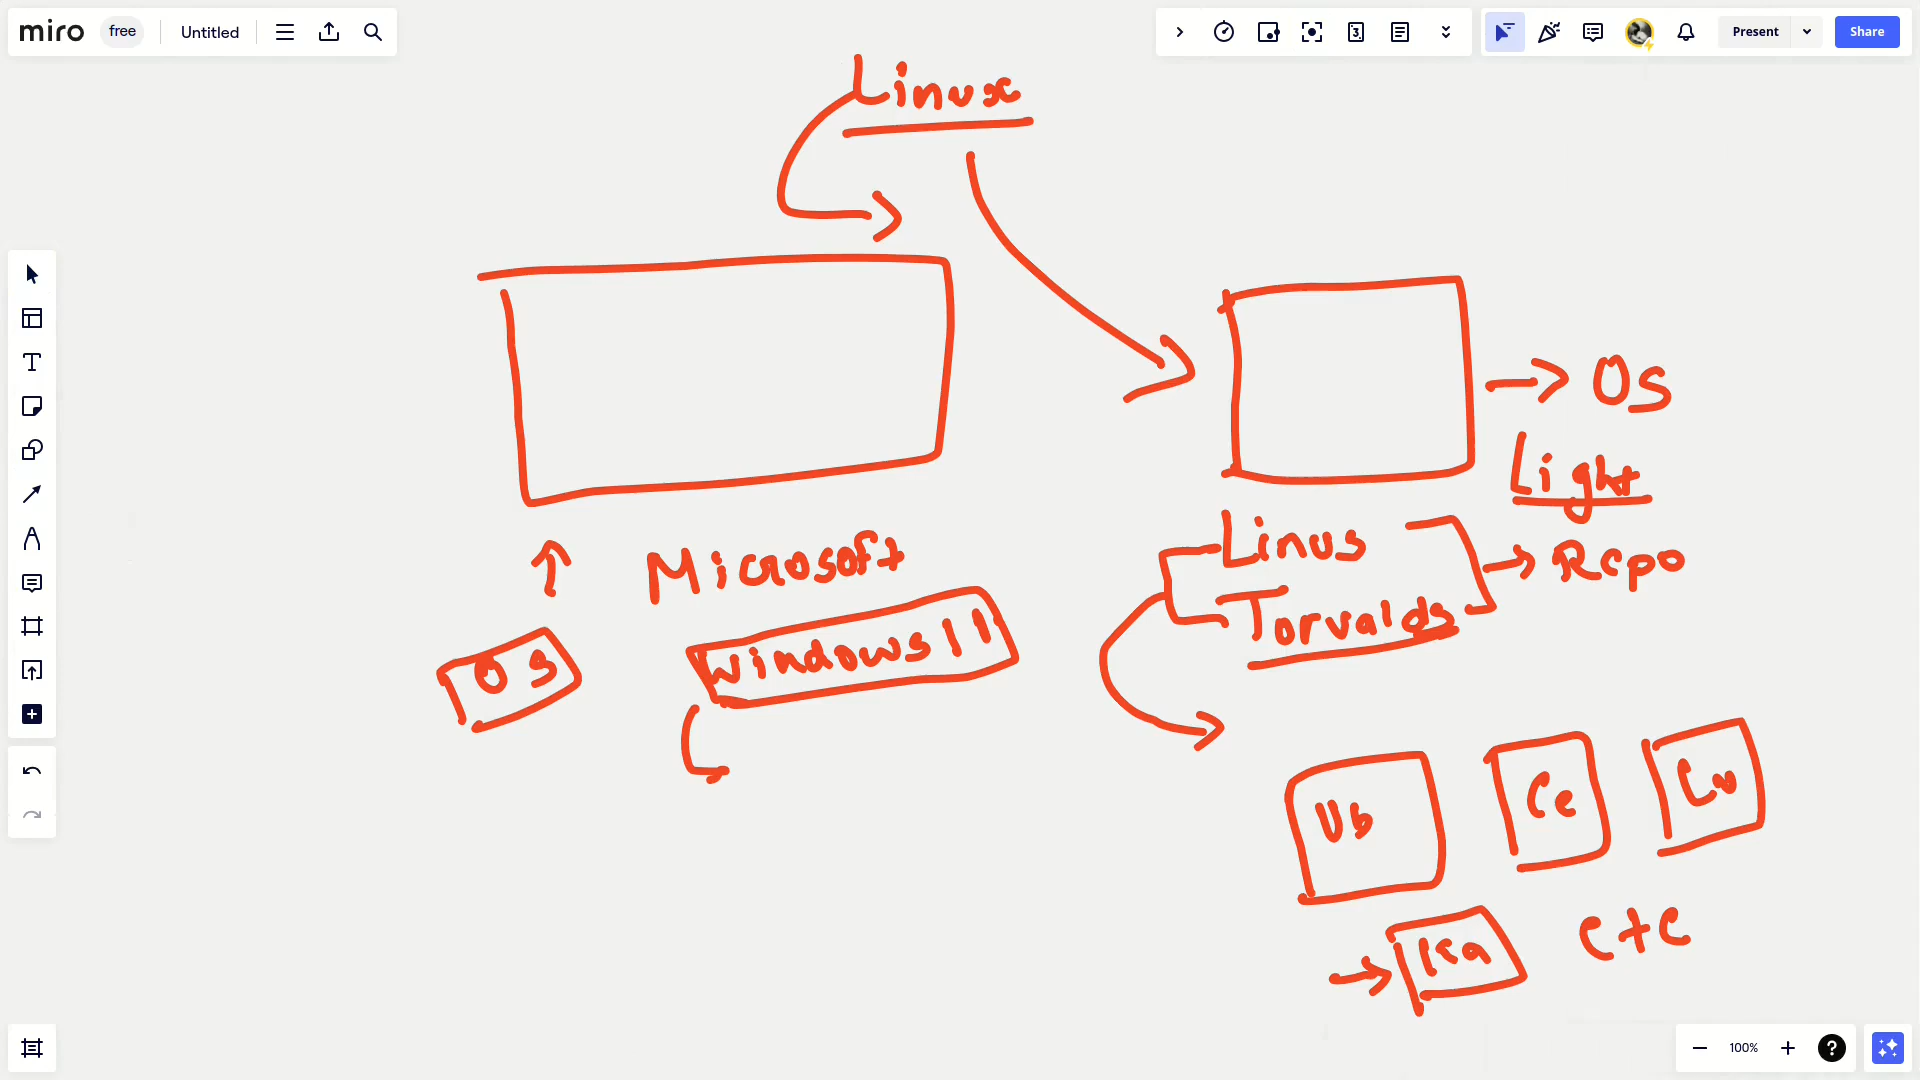 miro free Untitled
3
Present Share
Linux
Os
Light
Linus
Torvalds
Repo
Microsoft
Windows 11
Os
Ub
Ce
etc
100%
?